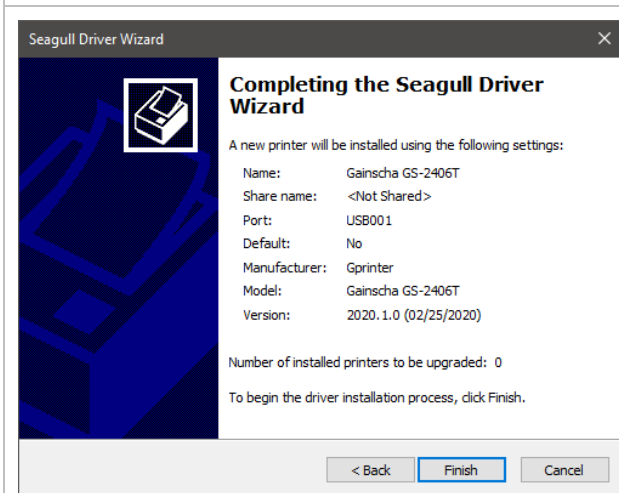 Seagull Driver Wizard
Completing the Seagull Driver
Wizard
A new printer will be installed using the following settings:
Name: Gainscha GS-2406T
Share name: <Not Shared>
Port: USB001
Default: No
Manufacturer: Gprinter
Model: Gainscha GS-2406T
Version: 2020.1.0 (02/25/2020)
Number of installed printers to be upgraded: 0
To begin the driver installation process, click Finish.
< Back Finish Cancel